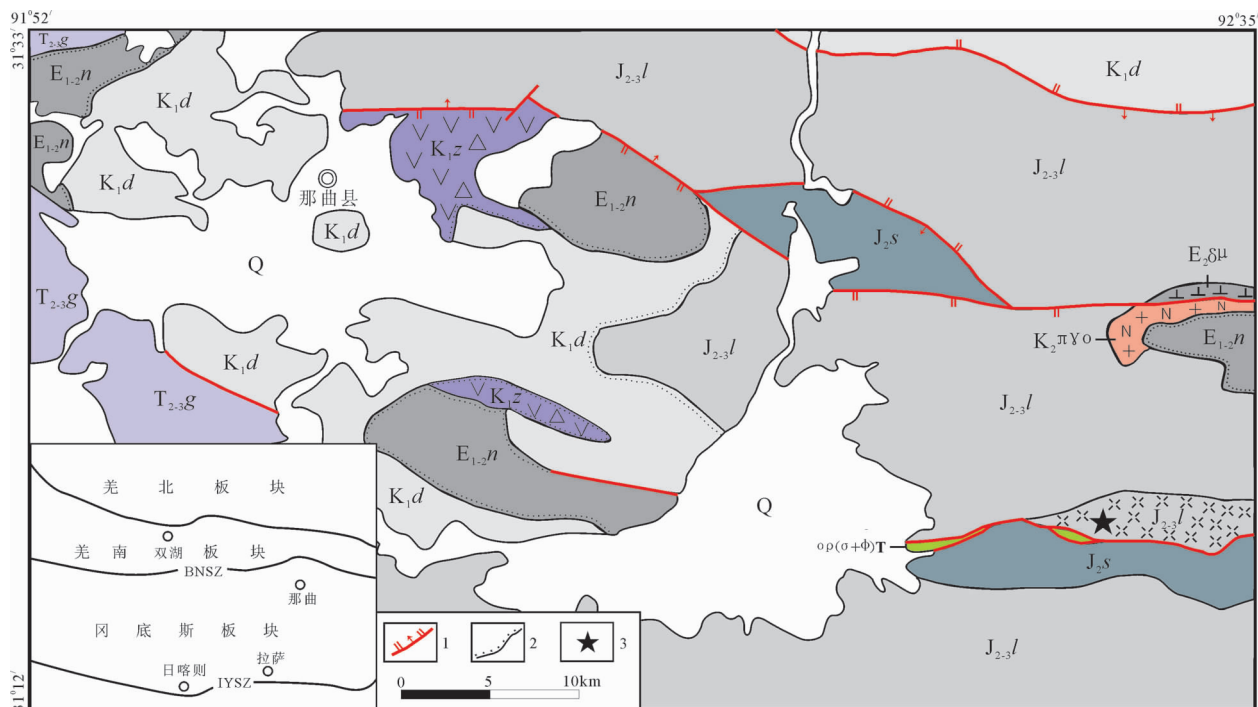 91°52′
92°35′
31°33′
T₂₋₃g
E₁₋₂n
K₁d
J₂₋₃l
K₁d
E₁₋₂n
K₁d
K₁z
J₂₋₃l
那曲县
K₁d
E₁₋₂n
J₂s
Q
E₂δμ
T₂₋₃g
K₁d
K₁d
J₂₋₃l
K₂πγο
N
N
N
N
E₁₋₂n
T₂₋₃g
K₁z
J₂₋₃l
E₁₋₂n
K₁d
Q
J₂₋₃l
ορ(σ+Φ)T
J₂s
J₂₋₃l
羌北板块
双湖
羌南板块
BNSZ
那曲
冈底斯板块
日喀则
拉萨
IYSZ
1
2
3
0 5 10km
31°12′